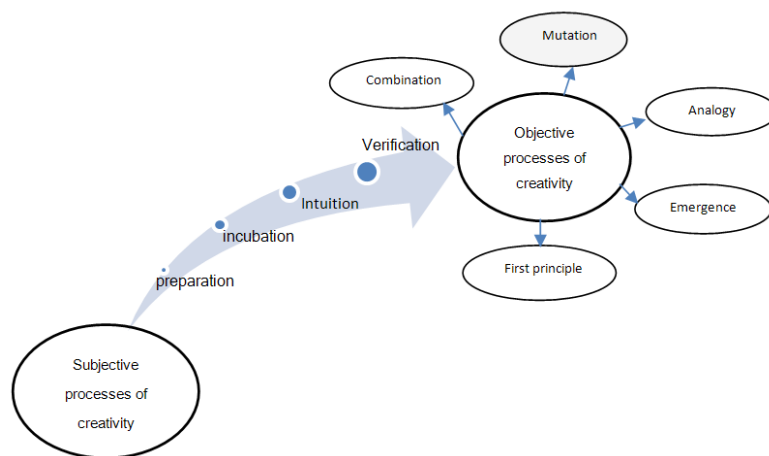 Mutation
Combination
Analogy
Objective
processes of
creativity
Verification
Intuition
Emergence
incubation
First principle
preparation
Subjective
processes of
creativity